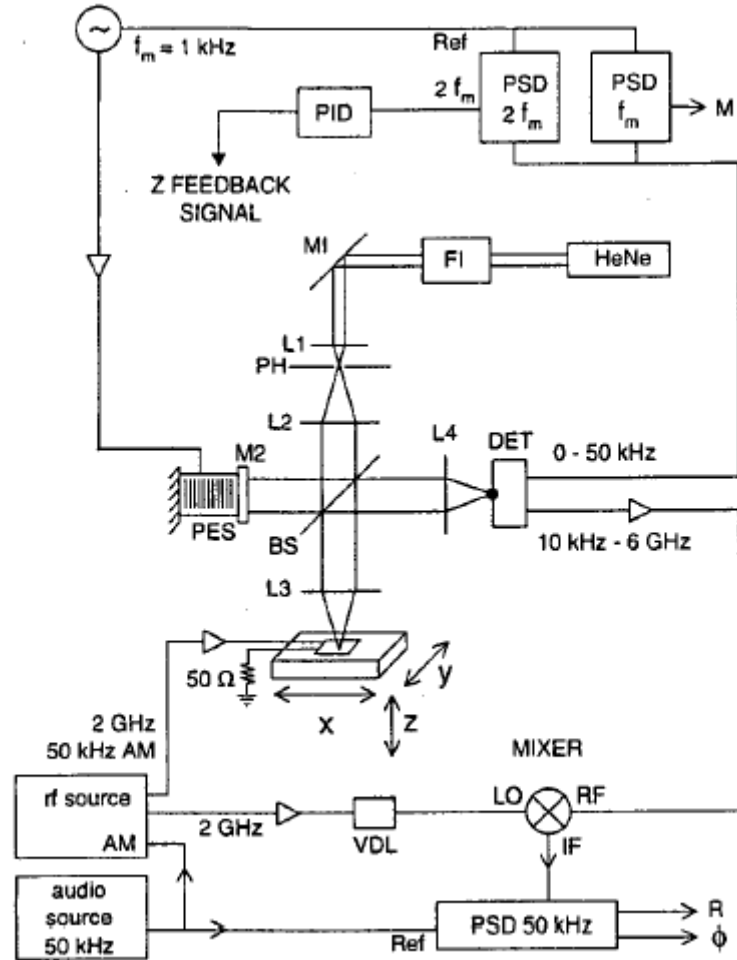 ~
f_m = 1 kHz
Ref
PSD
2 f_m
PSD
f_m
M
2 f_m
PID
Z FEEDBACK
SIGNAL
M1
FI
HeNe
L1
PH
L2
M2
L4
DET
0 - 50 kHz
PES
BS
10 kHz - 6 GHz
L3
50 Ω
y
x
z
2 GHz
50 kHz AM
MIXER
rf source
LO
RF
2 GHz
VDL
IF
AM
audio
source
50 kHz
Ref
PSD 50 kHz
R
ϕ